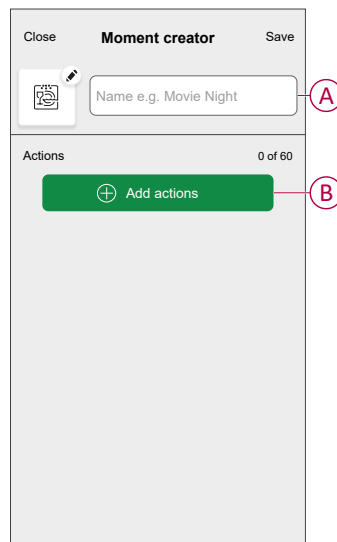 Close Moment creator Save
Name e.g. Movie Night A
Actions 0 of 60
Add actions B